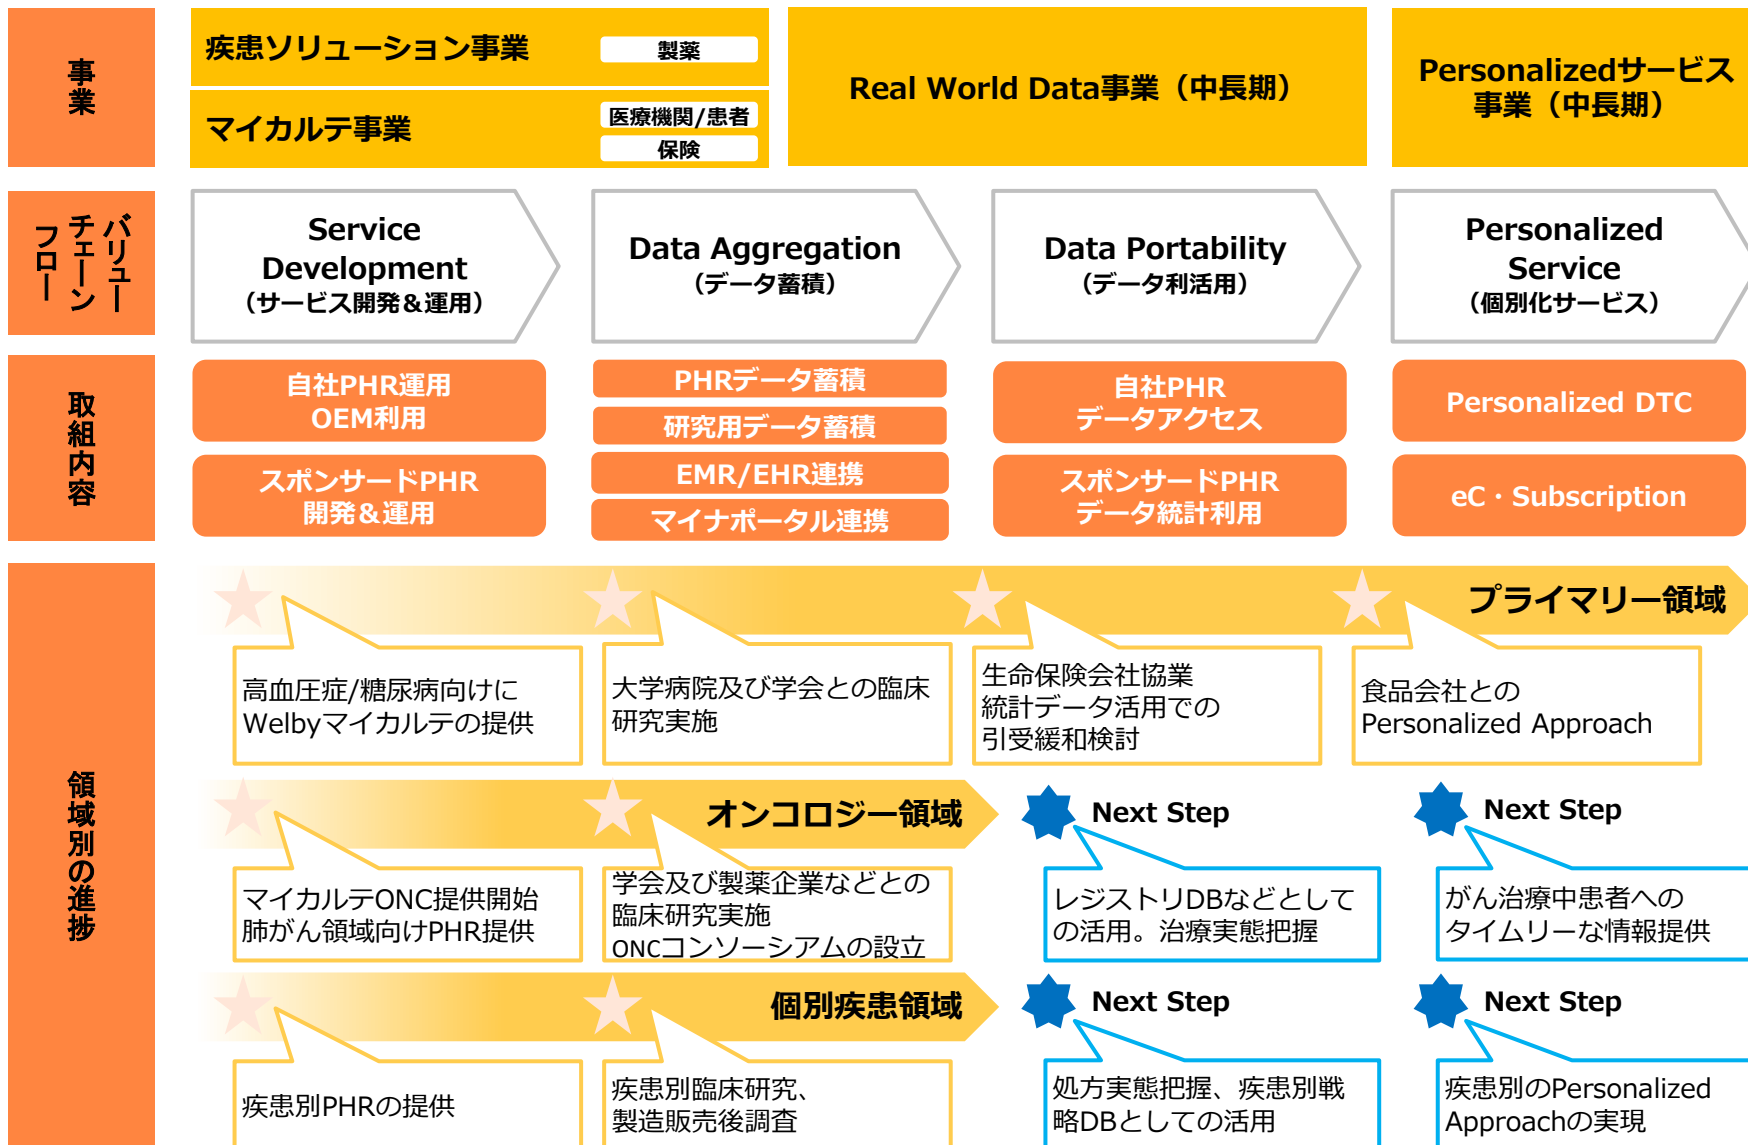 事業
疾患ソリューション事業
製薬
マイカルテ事業
医療機関/患者
保険
Real World Data事業（中長期）
Personalizedサービス
事業（中長期）
バリュー
チェーン
フロー
Service
Development
（サービス開発＆運用）
Data Aggregation
（データ蓄積）
Data Portability
（データ利活用）
Personalized
Service
（個別化サービス）
取組内容
自社PHR運用
OEM利用
スポンサードPHR
開発＆運用
PHRデータ蓄積
研究用データ蓄積
EMR/EHR連携
マイナポータル連携
自社PHR
データアクセス
スポンサードPHR
データ統計利用
Personalized DTC
eC・Subscription
領域別の進捗
プライマリー領域
高血圧症/糖尿病向けに
Welbyマイカルテの提供
大学病院及び学会との臨床
研究実施
生命保険会社協業
統計データ活用での
引受緩和検討
食品会社との
Personalized Approach
オンコロジー領域
マイカルテONC提供開始
肺がん領域向けPHR提供
学会及び製薬企業などとの
臨床研究実施
ONCコンソーシアムの設立
Next Step
レジストリDBなどとして
の活用。治療実態把握
Next Step
がん治療中患者への
タイムリーな情報提供
個別疾患領域
疾患別PHRの提供
疾患別臨床研究、
製造販売後調査
Next Step
処方実態把握、疾患別戦
略DBとしての活用
Next Step
疾患別のPersonalized
Approachの実現